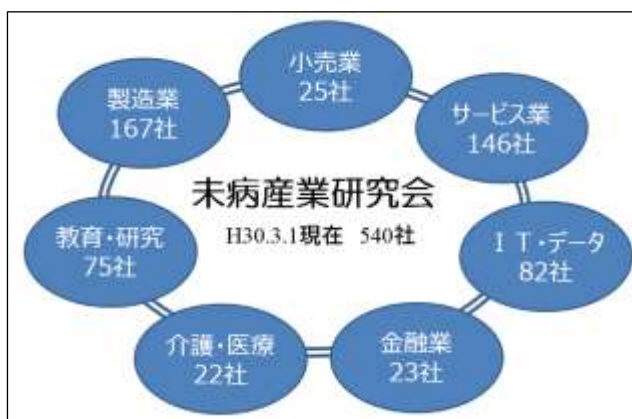 小売業
25社
サービス業
146社
ＩＴ・データ
82社
金融業
23社
介護・医療
22社
教育・研究
75社
製造業
167社
未病産業研究会
H30.3.1現在 540社